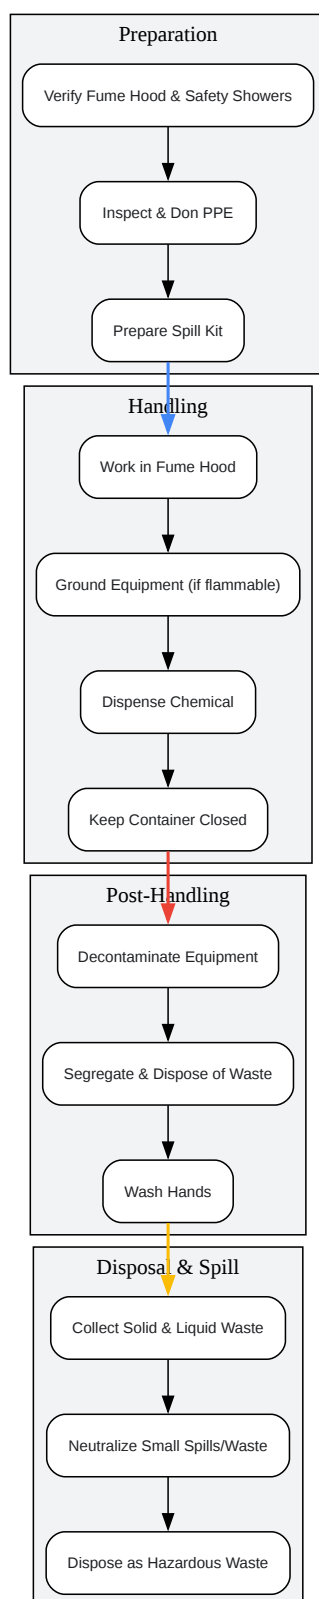 Preparation
Verify Fume Hood & Safety Showers
Inspect & Don PPE
Prepare Spill Kit
Handling
Work in Fume Hood
Ground Equipment (if flammable)
Dispense Chemical
Keep Container Closed
Post-Handling
Decontaminate Equipment
Segregate & Dispose of Waste
Wash Hands
Disposal & Spill
Collect Solid & Liquid Waste
Neutralize Small Spills/Waste
Dispose as Hazardous Waste